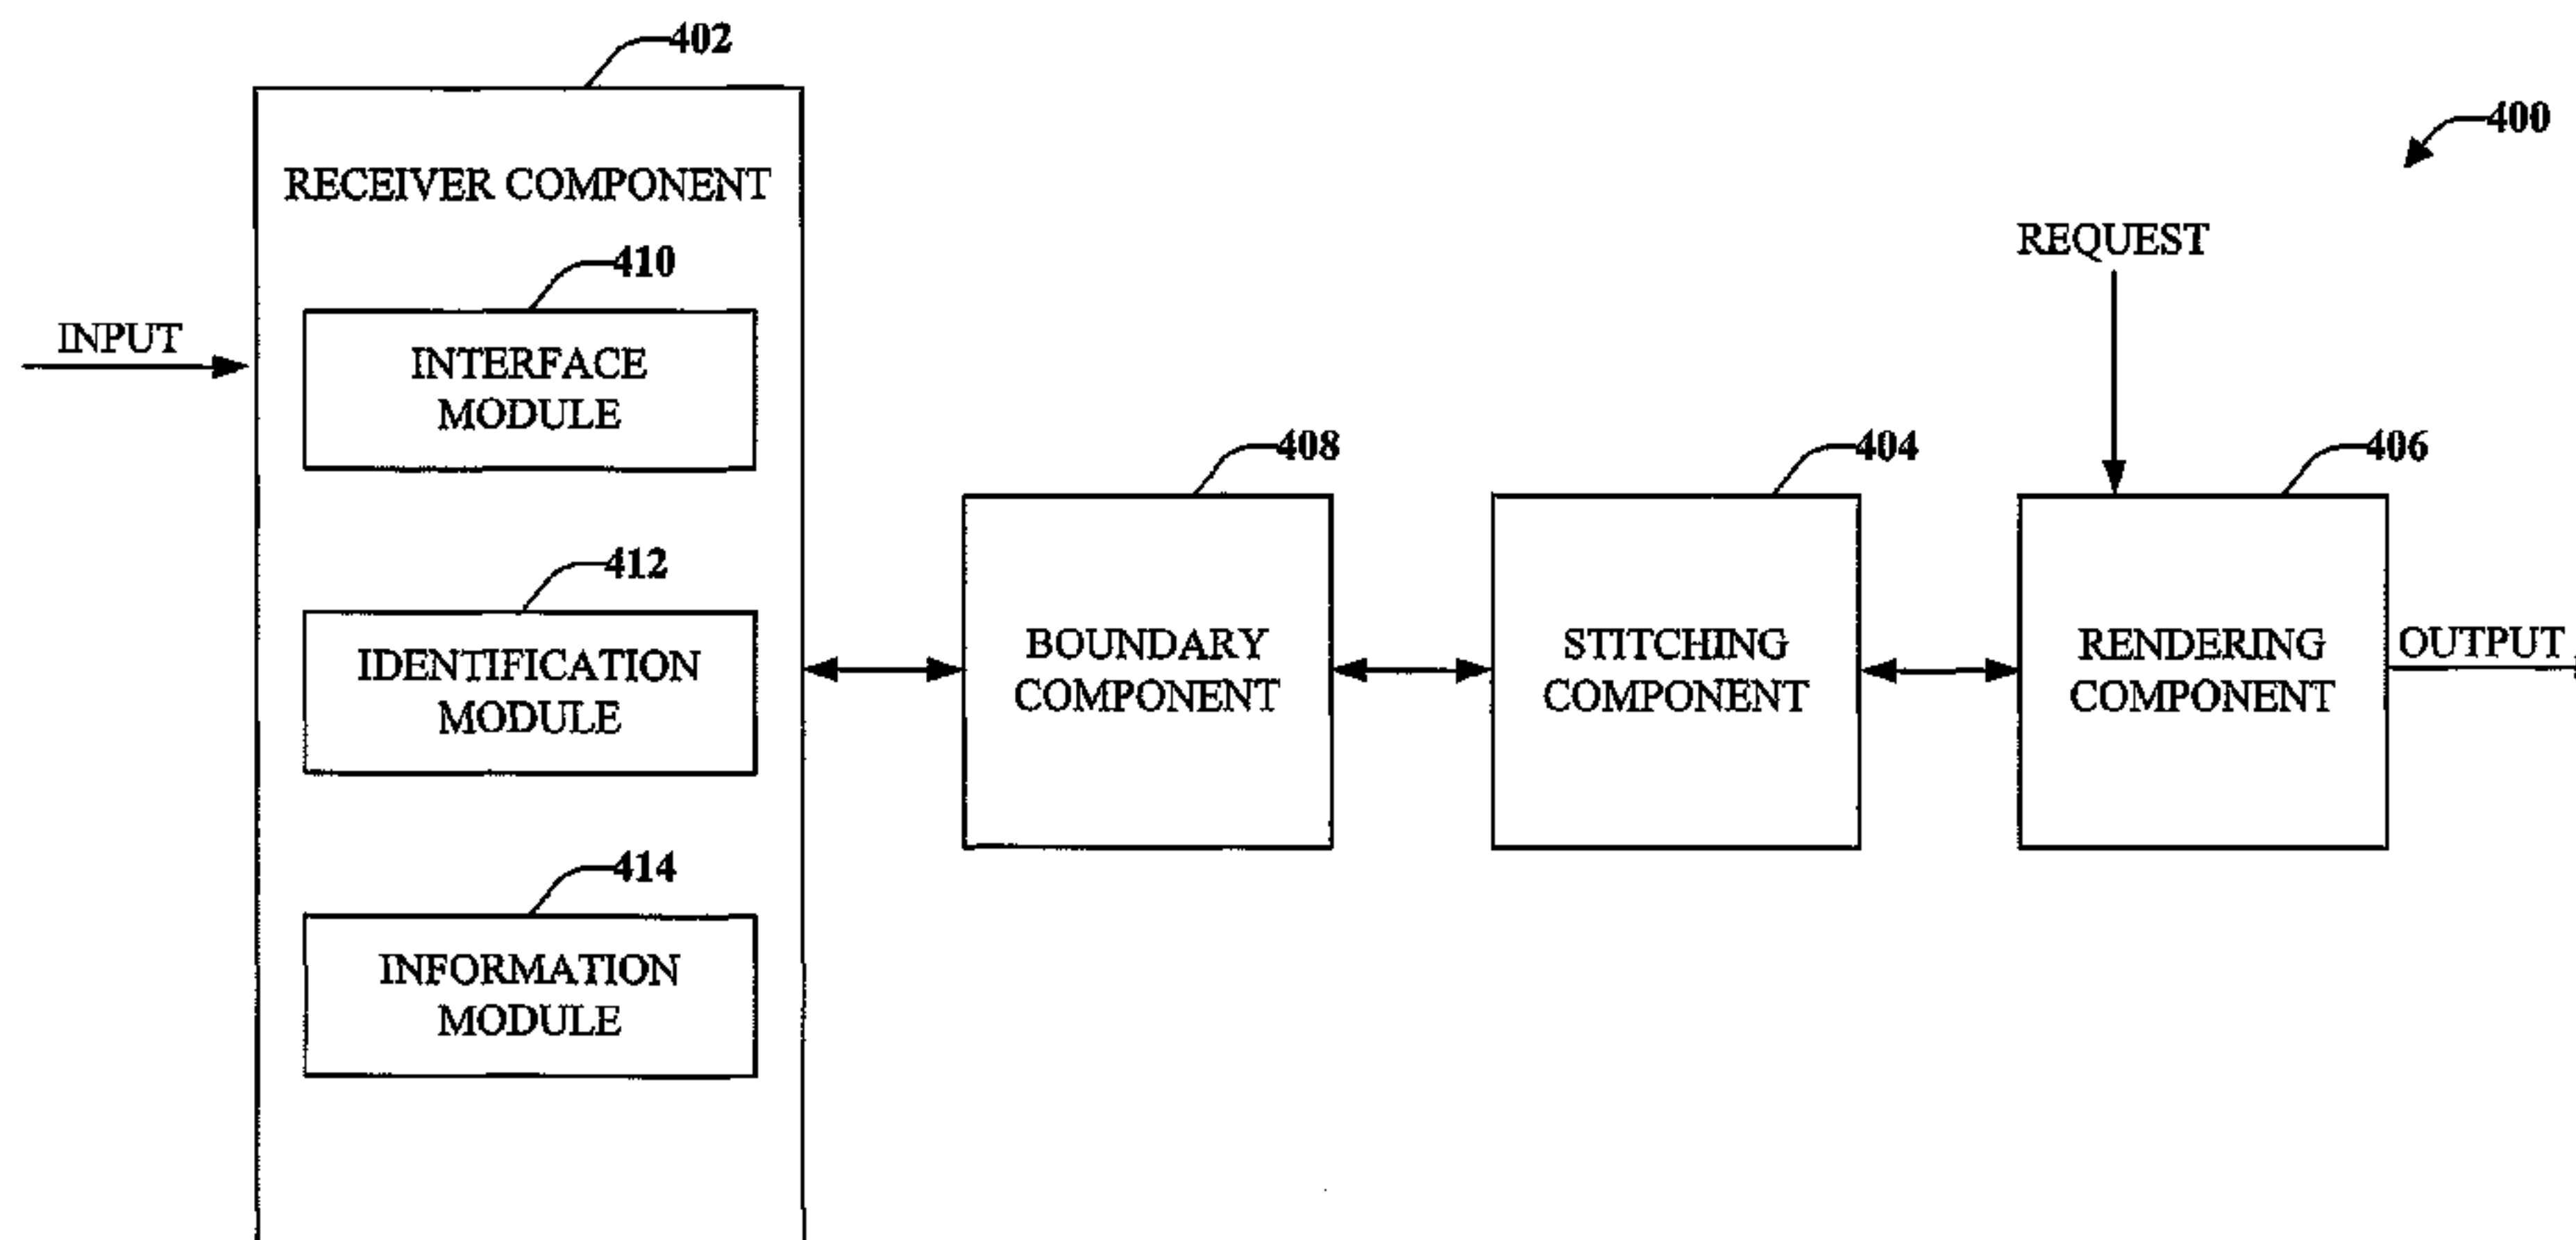 402
400
RECEIVER COMPONENT
REQUEST
410
INPUT
INTERFACE
MODULE
408
404
406
412
IDENTIFICATION
MODULE
BOUNDARY
COMPONENT
STITCHING
COMPONENT
RENDERING
COMPONENT
OUTPUT
414
INFORMATION
MODULE